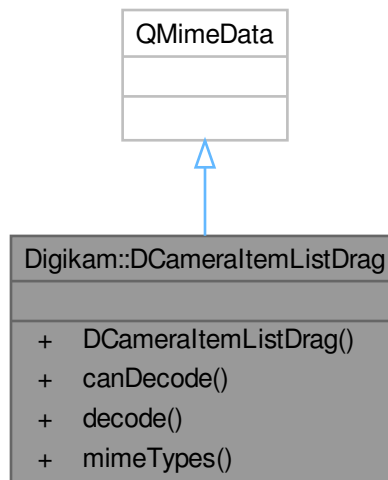 QMimeData
Digikam::DCameraItemListDrag
+ DCameraItemListDrag()
+ canDecode()
+ decode()
+ mimeTypes()